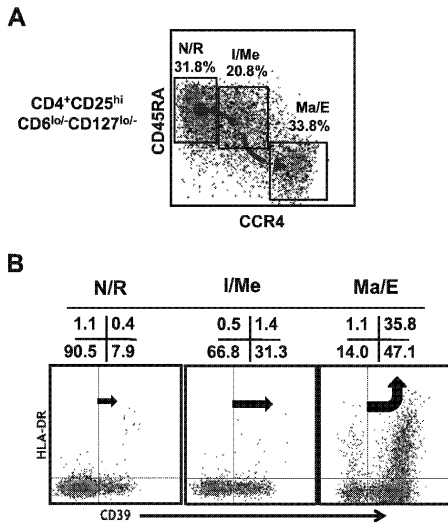 A
N/R
31.8%
I/Me
20.8%
Ma/E
33.8%
CD4⁺CD25ʰⁱ
CD6ˡᵒ/⁻CD127ˡᵒ/⁻
CD45RA
CCR4
B
N/R I/Me Ma/E
1.1 0.4 0.5 1.4 1.1 35.8
90.5 7.9 66.8 31.3 14.0 47.1
HLA-DR
CD39